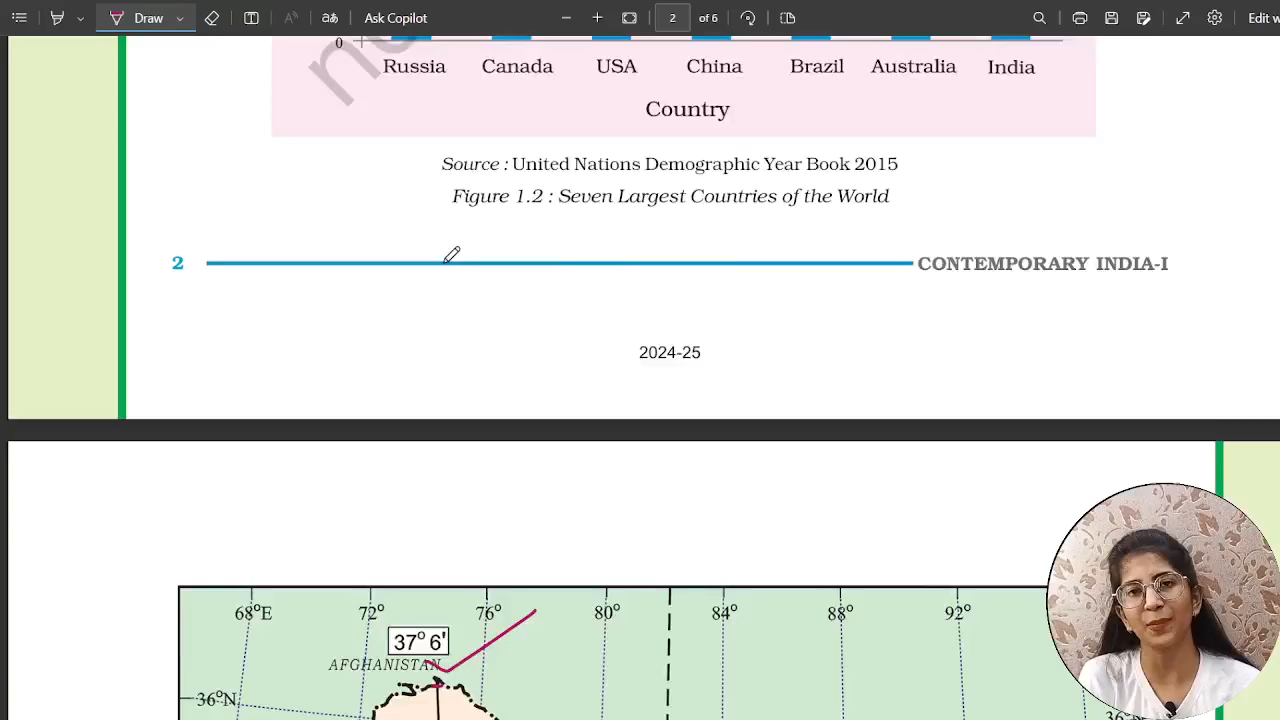 Draw
aあ
Ask Copilot
2
of 6
Edit w
0
Russia Canada USA China Brazil Australia India
Country
Source : United Nations Demographic Year Book 2015
Figure 1.2 : Seven Largest Countries of the World
2
CONTEMPORARY INDIA-I
2024-25
68°E 72° 76° 80° 84° 88° 92°
37° 6'
AFGHANISTAN
36°N